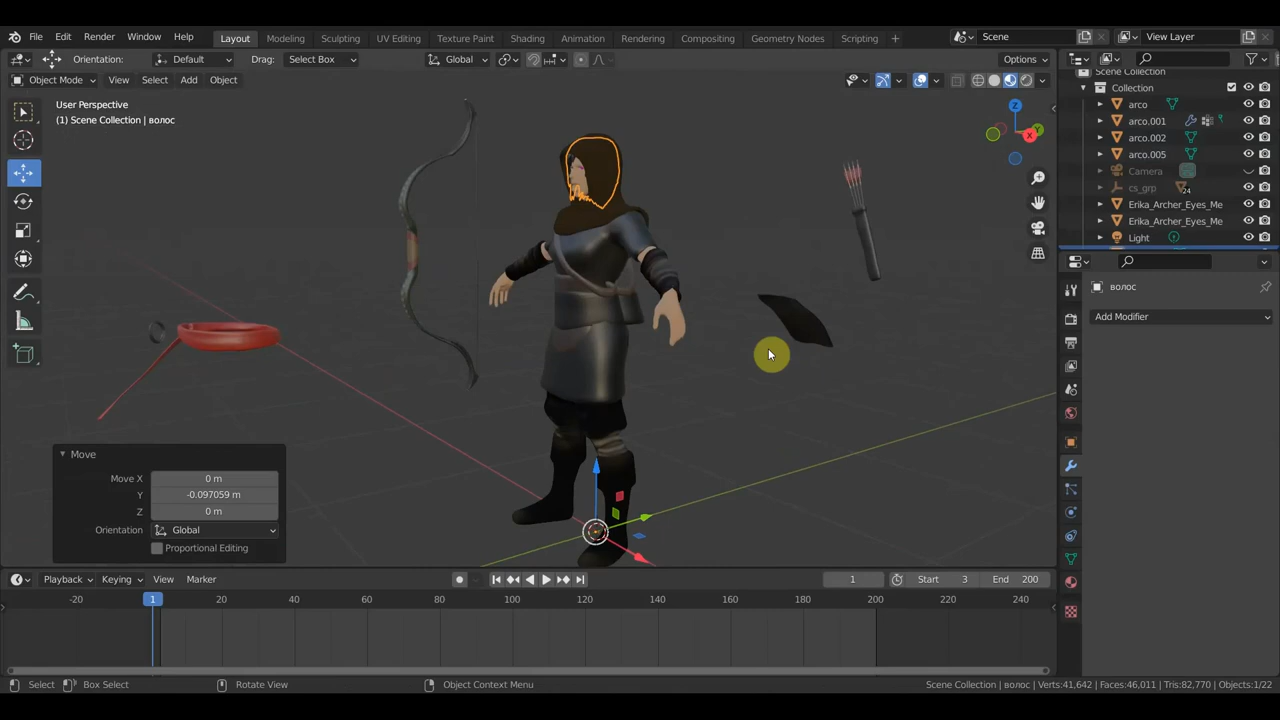 File Edit Render Window Help Layout Modeling Sculpting UV Editing Texture Paint Shading Animation Rendering Compositing Geometry Nodes Scripting + Scene View Layer
Orientation: Default Drag: Select Box Global Options
Object Mode View Select Add Object
Scene Collection
Collection
arco
arco.001
arco.002
arco.005
Camera
cs_grp 24
Erika_Archer_Eyes_Me
Erika_Archer_Eyes_Me
Light
User Perspective
(1) Scene Collection | волос
Z
Y
X
волос
Add Modifier
Move
Move X 0 m
Y -0.097059 m
Z 0 m
Orientation Global
Proportional Editing
Playback Keying View Marker 1 Start 3 End 200
-20 1 20 40 60 80 100 120 140 160 180 200 220 240
Select Box Select Rotate View Object Context Menu Scene Collection | волос | Verts:41,642 | Faces:46,011 | Tris:82,770 | Objects:1/22